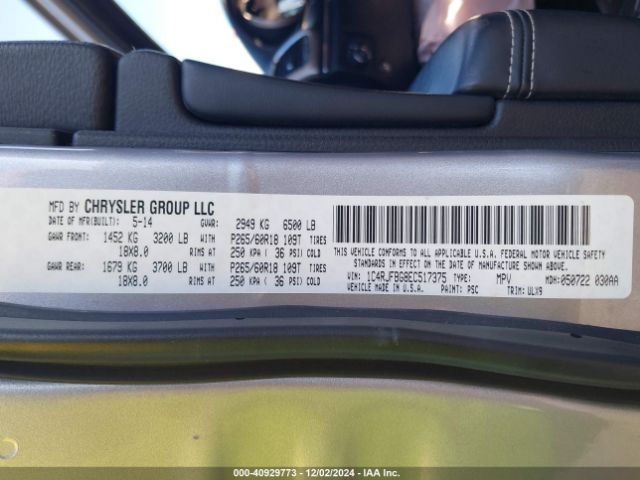 MFD BY CHRYSLER GROUP LLC
DATE OF MFR(BUILT): 5-14 GVWR: 2949 KG 6500 LB
GAWR FRONT: 1452 KG 3200 LB WITH P265/60R18 109T TIRES
18X8.0 RIMS AT 250 KPA ( 36 PSI) COLD
GAWR REAR: 1679 KG 3700 LB WITH P265/60R18 109T TIRES
18X8.0 RIMS AT 250 KPA ( 36 PSI) COLD
THIS VEHICLE CONFORMS TO ALL APPLICABLE U.S.A. FEDERAL MOTOR VEHICLE SAFETY
BUMPER AND THEFT PREVENTION STANDARDS IN EFFECT ON THE DATE OF MANUFACTURE SHOWN ABOVE.
VIN: 1C4RJFBG8EC517375 TYPE: MPV MDH: 050722 030AA
VEHICLE MADE IN U.S.A. PAINT: PSC TRIM: ULX9
000-40929773 - 12/02/2024 - IAA Inc.